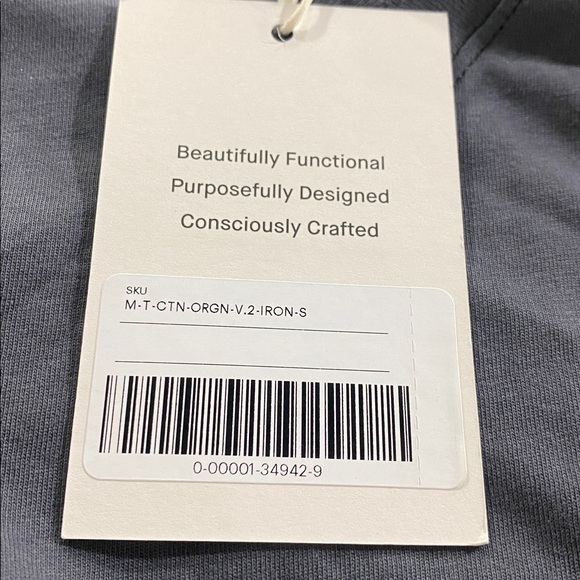 Beautifully Functional
Purposefully Designed
Consciously Crafted
SKU
M-T-CTN-ORGN-V.2-IRON-S
0-00001-34942-9